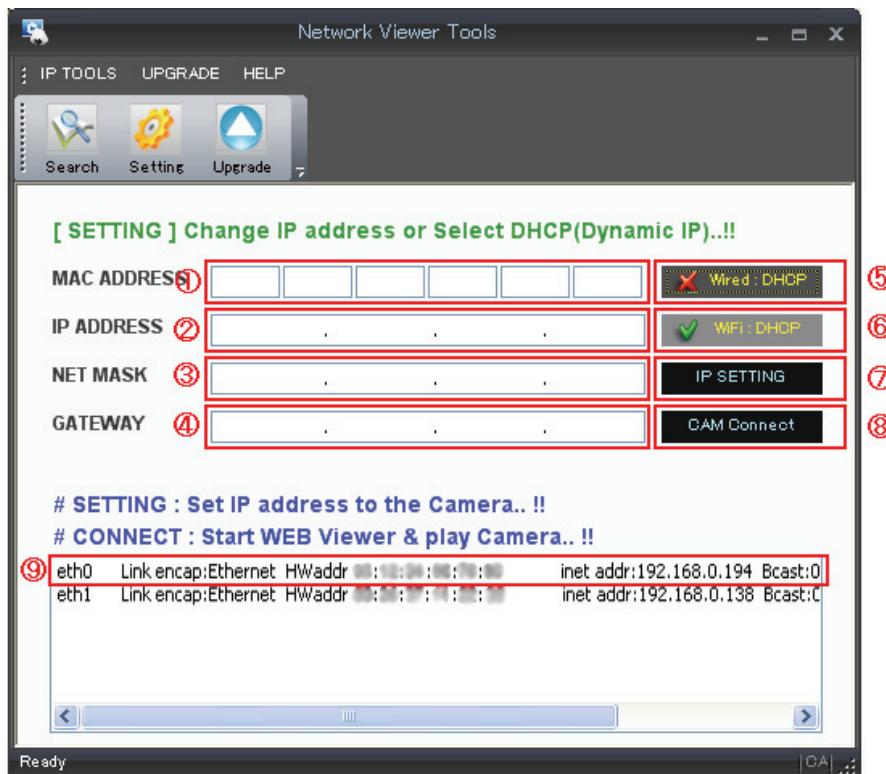 Network Viewer Tools
IP TOOLS UPGRADE HELP
Search Setting Upgrade
[ SETTING ] Change IP address or Select DHCP(Dynamic IP)..!!
MAC ADDRESS ① Wired : DHCP ⑤
IP ADDRESS ② . . . WiFi : DHCP ⑥
NET MASK ③ . . . IP SETTING ⑦
GATEWAY ④ . . . CAM Connect ⑧
# SETTING : Set IP address to the Camera.. !!
# CONNECT : Start WEB Viewer & play Camera.. !!
⑨ eth0 Link encap:Ethernet HWaddr inet addr:192.168.0.194 Bcast:0
eth1 Link encap:Ethernet HWaddr inet addr:192.168.0.138 Bcast:
Ready CA